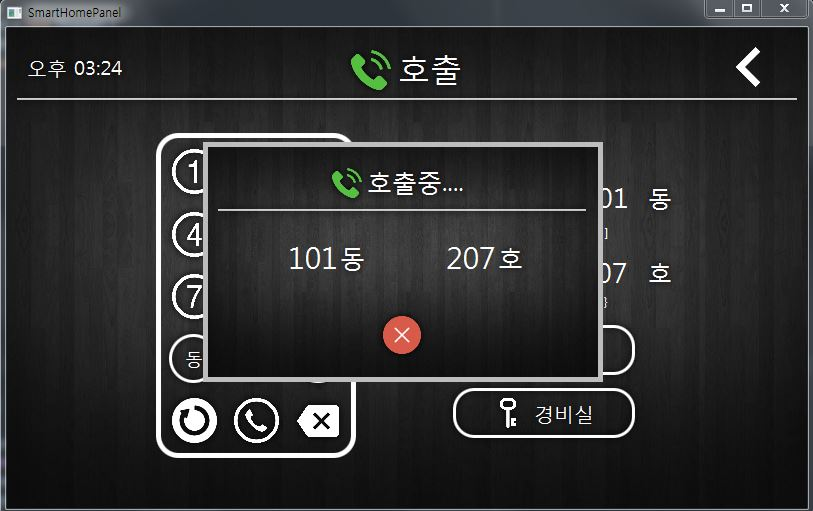 SmartHomePanel
오후 03:24
호출
1
호출중....
01 동
4
]
101동 207호
07 호
7
}
동
경비실